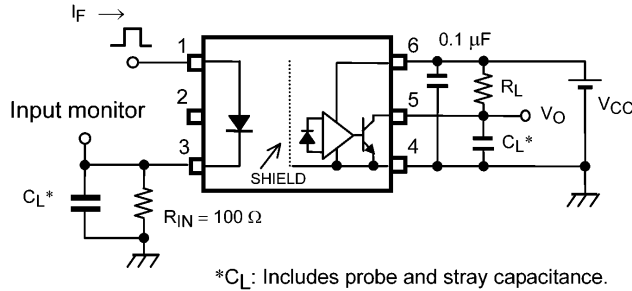 IF →
1
6
0.1 μF
2
5
RL
VO
VCC
Input monitor
3
4
CL*
CL*
SHIELD
RIN = 100 Ω
*CL: Includes probe and stray capacitance.